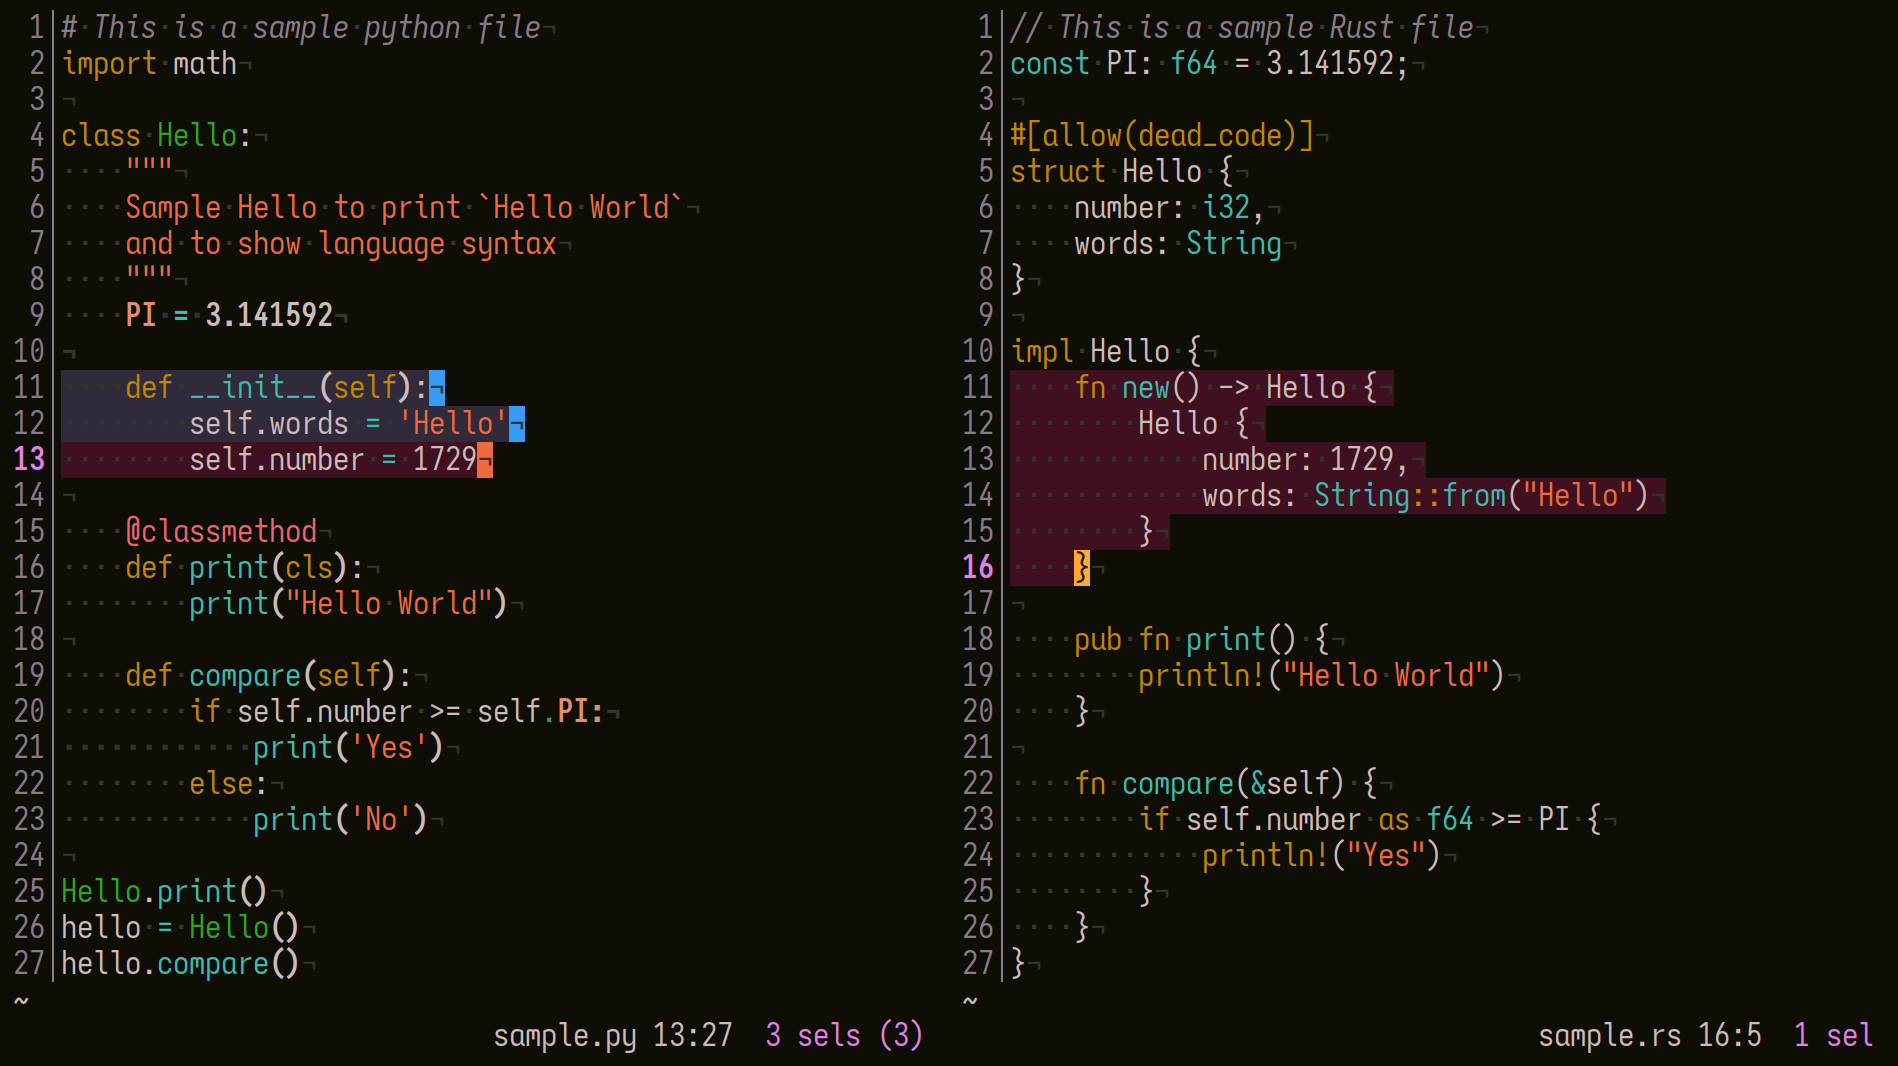 1 # This is a sample python file¬
2 import math¬
3 ¬
4 class Hello:¬
5 ····"""¬
6 ····Sample·Hello·to·print·`Hello·World`¬
7 ····and·to·show·language·syntax¬
8 ····"""¬
9 ····PI·=·3.141592¬
10 ¬
11 ····def·__init__(self):¬
12 ········self.words·=·'Hello'¬
13 ········self.number·=·1729¬
14 ¬
15 ····@classmethod¬
16 ····def·print(cls):¬
17 ········print("Hello·World")¬
18 ¬
19 ····def·compare(self):¬
20 ········if·self.number·>=·self.PI:¬
21 ············print('Yes')¬
22 ········else:¬
23 ············print('No')¬
24 ¬
25 Hello.print()¬
26 hello·=·Hello()¬
27 hello.compare()¬
~
sample.py 13:27 3 sels (3)
1 //·This·is·a·sample·Rust·file¬
2 const·PI:·f64·=·3.141592;¬
3 ¬
4 #[allow(dead_code)]¬
5 struct·Hello·{¬
6 ····number:·i32,¬
7 ····words:·String¬
8 }¬
9 ¬
10 impl·Hello·{¬
11 ····fn·new()·->·Hello·{¬
12 ········Hello·{¬
13 ············number:·1729,¬
14 ············words:·String::from("Hello")¬
15 ········}¬
16 ····}¬
17 ¬
18 ····pub·fn·print()·{¬
19 ········println!("Hello·World")¬
20 ····}¬
21 ¬
22 ····fn·compare(&self)·{¬
23 ········if·self.number·as·f64·>=·PI·{¬
24 ············println!("Yes")¬
25 ········}¬
26 ····}¬
27 }¬
~
sample.rs 16:5 1 sel